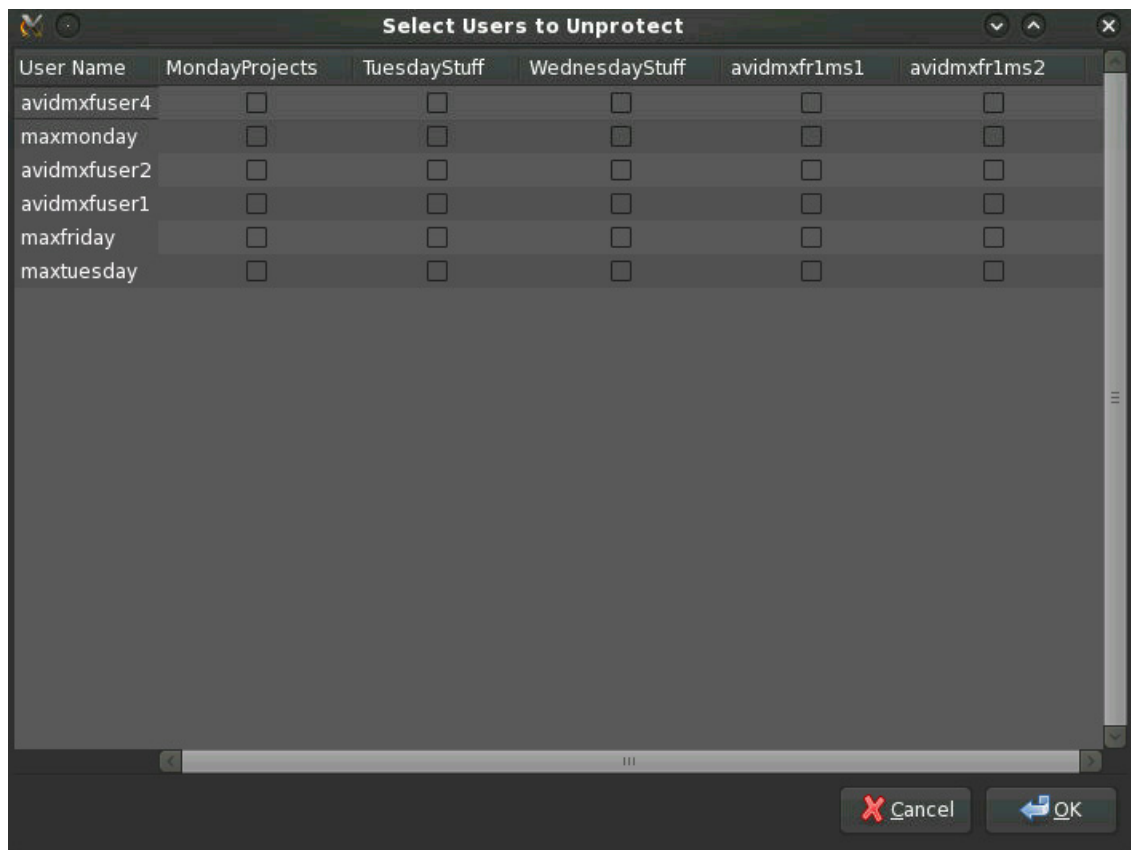 Select Users to Unprotect
User Name MondayProjects TuesdayStuff WednesdayStuff avidmxfr1ms1 avidmxfr1ms2
avidmxfuser4
maxmonday
avidmxfuser2
avidmxfuser1
maxfriday
maxtuesday
Cancel OK